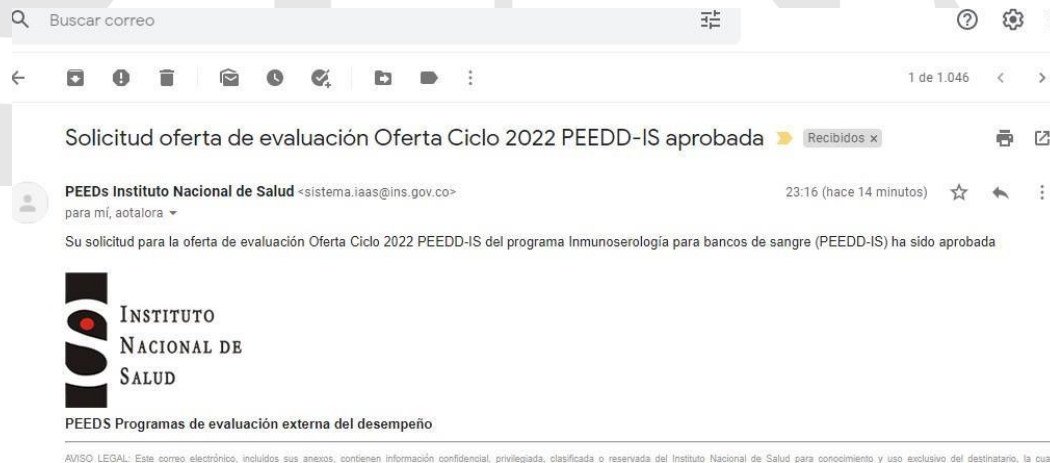 Buscar correo
1 de 1.046
Solicitud oferta de evaluación Oferta Ciclo 2022 PEEDD-IS aprobada Recibidos x
PEEDs Instituto Nacional de Salud <sistema.iaas@ins.gov.co> 23:16 (hace 14 minutos)
para mí, aotalora
Su solicitud para la oferta de evaluación Oferta Ciclo 2022 PEEDD-IS del programa Inmunoserología para bancos de sangre (PEEDD-IS) ha sido aprobada
INSTITUTO
NACIONAL DE
SALUD
PEEDS Programas de evaluación externa del desempeño
AVISO LEGAL: Este correo electrónico, incluidos sus anexos, contienen información confidencial, privilegiada, clasificada o reservada del Instituto Nacional de Salud para conocimiento y uso exclusivo del destinatario, la cua